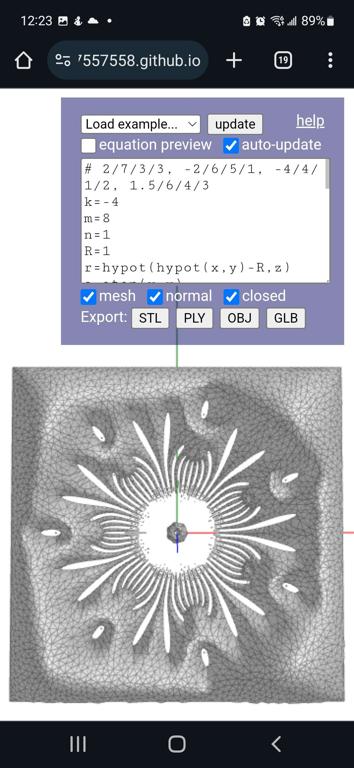 12:23
89%
7557558.github.io
19
Load example...
update
help
equation preview
auto-update
# 2/7/3/3, -2/6/5/1, -4/4/
1/2, 1.5/6/4/3
k=-4
m=8
n=1
R=1
r=hypot(hypot(x,y)-R,z)
mesh
normal
closed
Export:
STL
PLY
OBJ
GLB